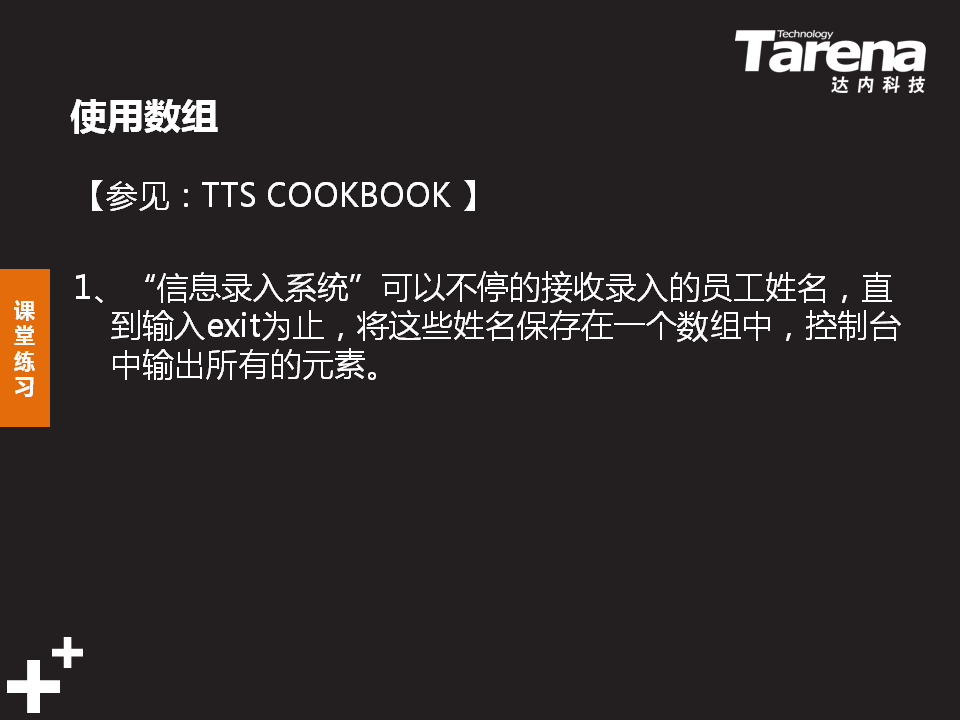 Technology
Tarena
达内科技
使用数组
【参见：TTS COOKBOOK 】
课堂练习
1、 “信息录入系统”可以不停的接收录入的员工姓名，直
到输入exit为止，将这些姓名保存在一个数组中，控制台
中输出所有的元素。